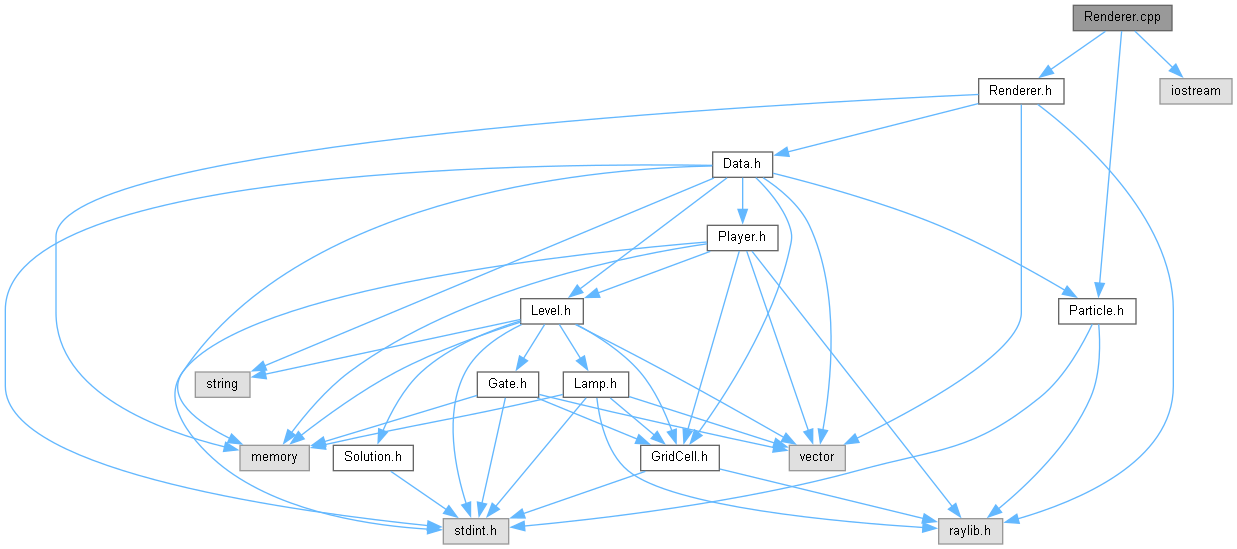 Renderer.cpp
Renderer.h
iostream
Data.h
Player.h
Level.h
Particle.h
string
Gate.h
Lamp.h
memory
Solution.h
GridCell.h
vector
stdint.h
raylib.h